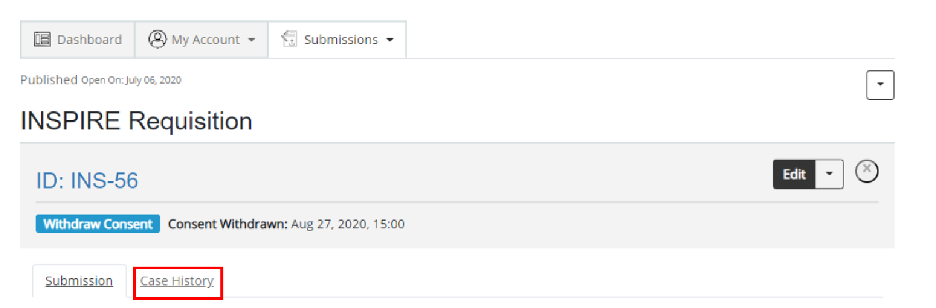 Dashboard My Account Submissions
Published Open On: July 06, 2020
INSPIRE Requisition
ID: INS-56 Edit
Withdraw Consent Consent Withdrawn: Aug 27, 2020, 15:00
Submission Case History